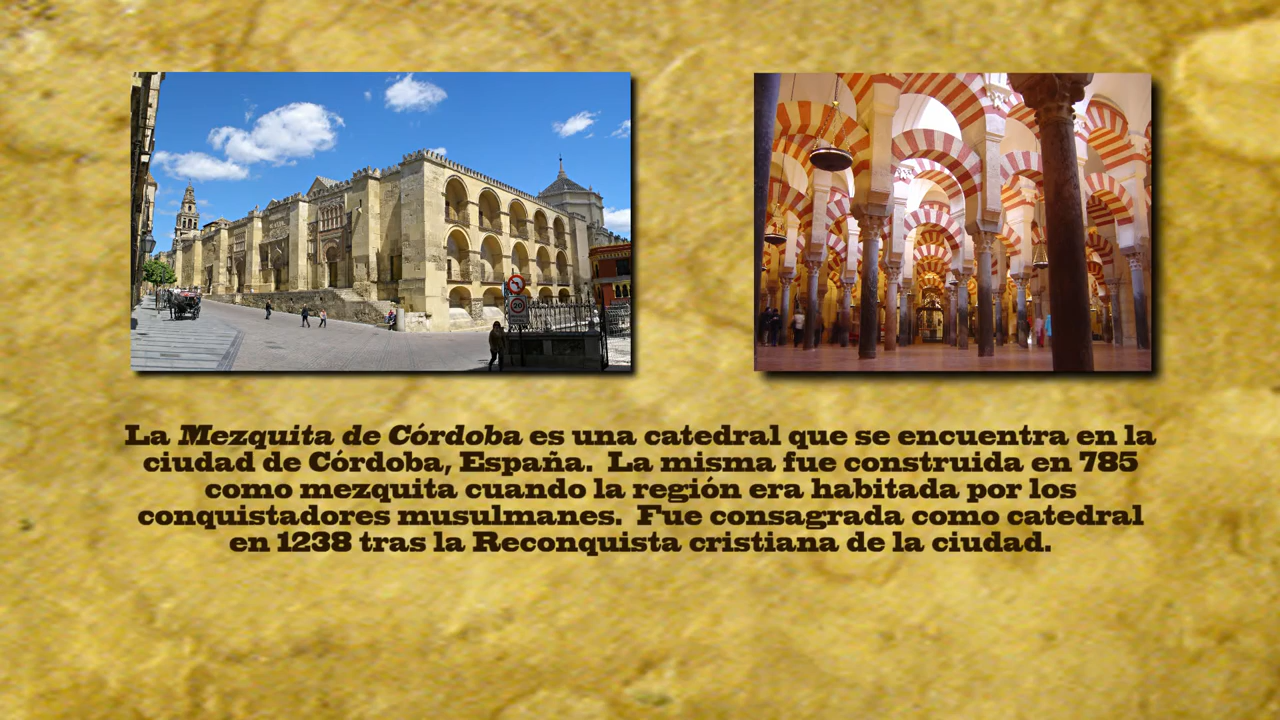 La Mezquita de Córdoba es una catedral que se encuentra en la
ciudad de Córdoba, España.  La misma fue construida en 785
como mezquita cuando la región era habitada por los
conquistadores musulmanes.  Fue consagrada como catedral
en 1238 tras la Reconquista cristiana de la ciudad.